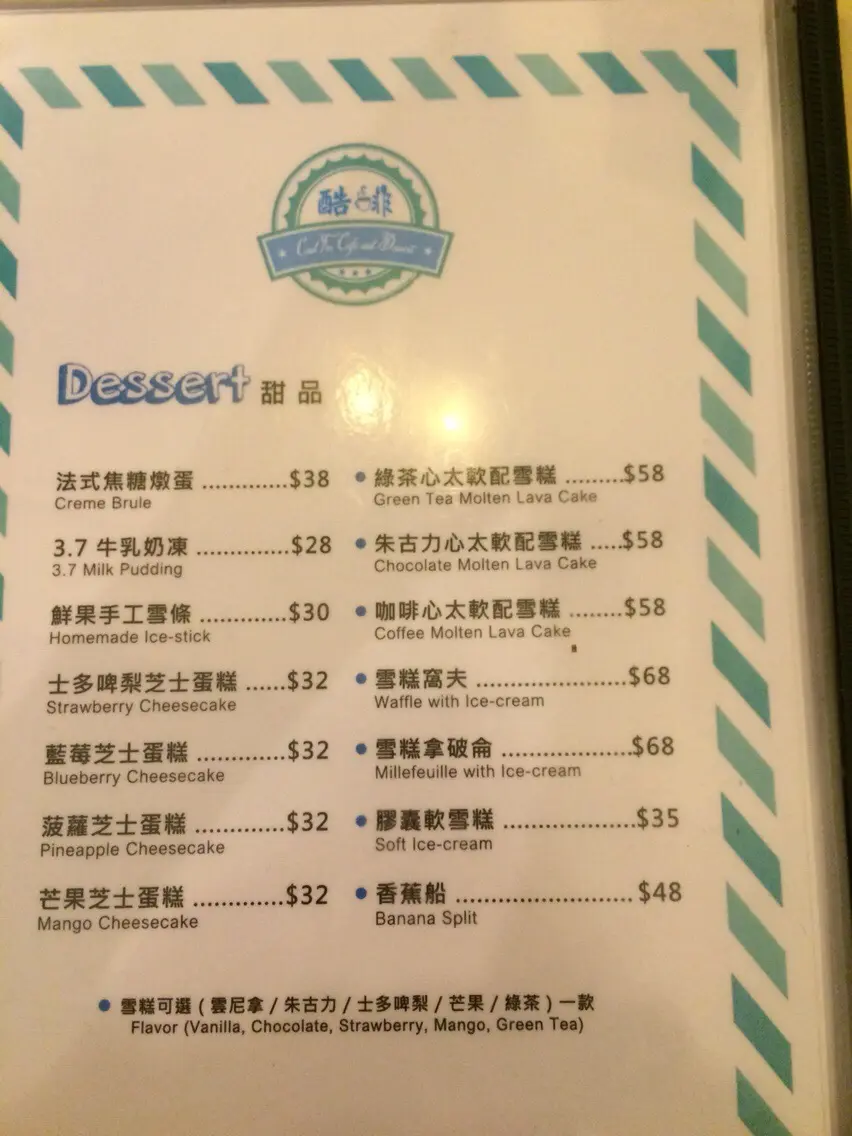 酷啡
Cool Fee Cafe and Dessert
Dessert 甜品
法式焦糖燉蛋 .............$38
Creme Brule
3.7 牛乳奶凍 ..............$28
3.7 Milk Pudding
鮮果手工雪條 .............$30
Homemade Ice-stick
士多啤梨芝士蛋糕 ......$32
Strawberry Cheesecake
藍莓芝士蛋糕 .............$32
Blueberry Cheesecake
菠蘿芝士蛋糕 .............$32
Pineapple Cheesecake
芒果芝士蛋糕 .............$32
Mango Cheesecake
● 綠茶心太軟配雪糕 .........$58
Green Tea Molten Lava Cake
● 朱古力心太軟配雪糕 .....$58
Chocolate Molten Lava Cake
● 咖啡心太軟配雪糕 ........$58
Coffee Molten Lava Cake
● 雪糕窩夫 ......................$68
Waffle with Ice-cream
● 雪糕拿破侖 ...................$68
Millefeuille with Ice-cream
● 膠囊軟雪糕 ...................$35
Soft Ice-cream
● 香蕉船 ......................... $48
Banana Split
● 雪糕可選 ( 雲尼拿 / 朱古力 / 士多啤梨 / 芒果 / 綠茶 ) 一款
Flavor (Vanilla, Chocolate, Strawberry, Mango, Green Tea)